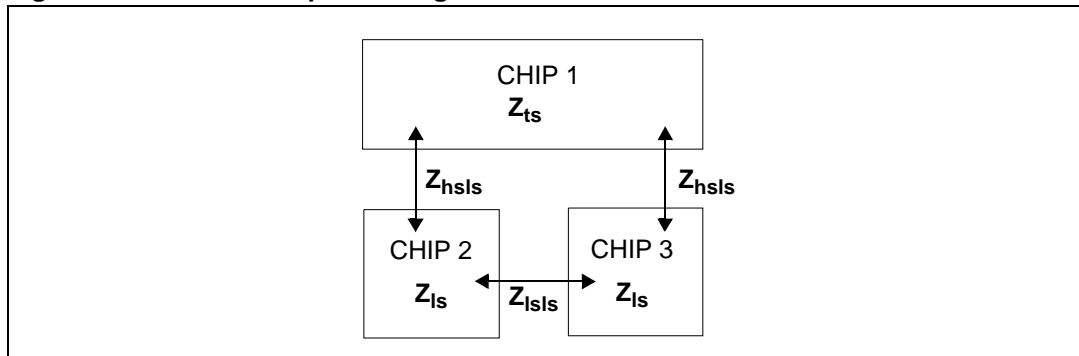 CHIP 1
Zts
Zhsls Zhsls
CHIP 2 CHIP 3
Zls Zlsls Zls